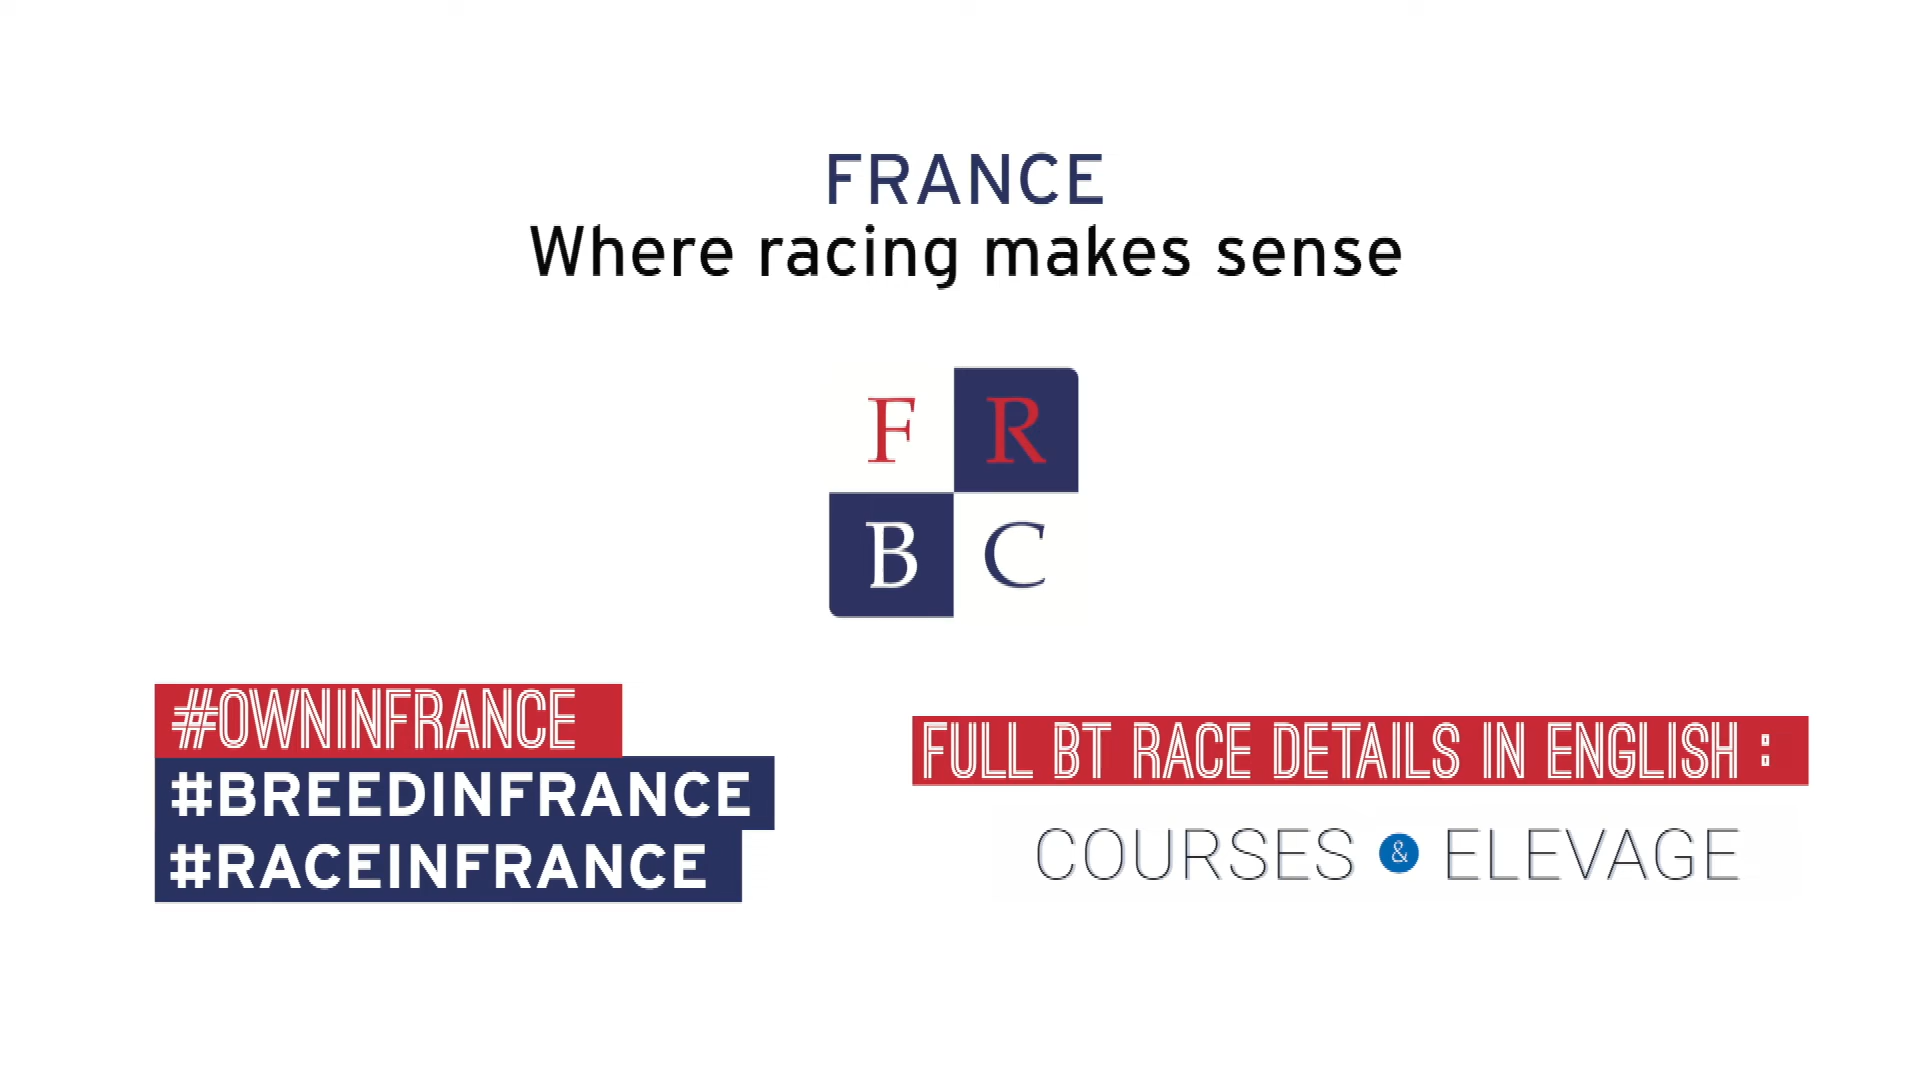 FRANCE
Where racing makes sense
F R
B C
#OWNINFRANCE
#BREEDINFRANCE
#RACEINFRANCE
FULL BT RACE DETAILS IN ENGLISH :
COURSES & ELEVAGE